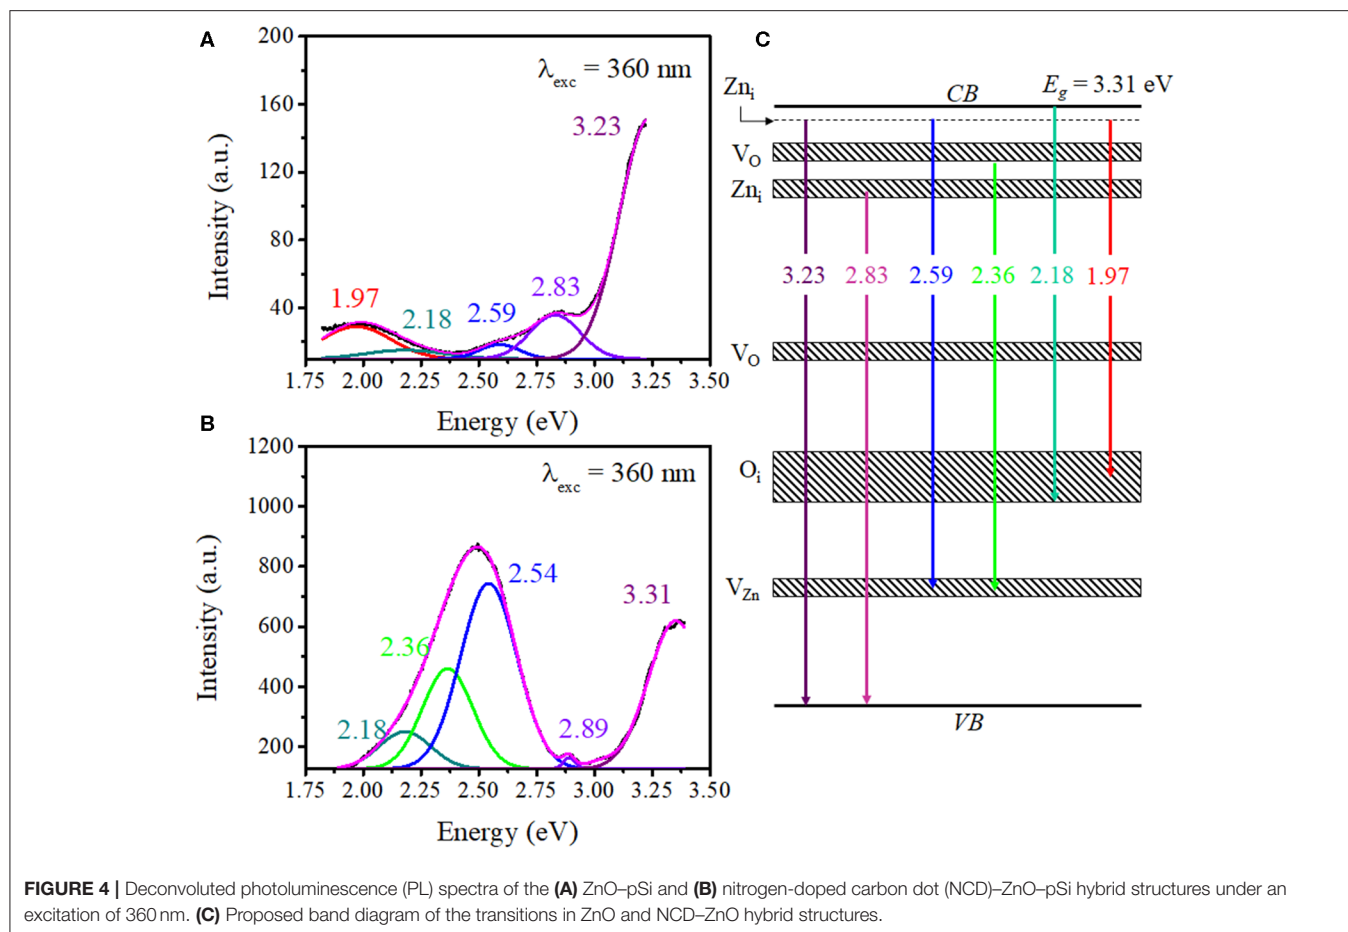 A
200
160
120
80
40
Intensity (a.u.)
λexc = 360 nm
3.23
2.83
2.59
2.18
1.97
1.75 2.00 2.25 2.50 2.75 3.00 3.25 3.50
Energy (eV)
B
1200
1000
800
600
400
200
Intensity (a.u.)
λexc = 360 nm
2.54
3.31
2.36
2.18
2.89
1.75 2.00 2.25 2.50 2.75 3.00 3.25 3.50
Energy (eV)
C
Zni
CB
Eg = 3.31 eV
VO
Zni
3.23 2.83 2.59 2.36 2.18 1.97
VO
Oi
VZn
VB
FIGURE 4 | Deconvoluted photoluminescence (PL) spectra of the (A) ZnO–pSi and (B) nitrogen-doped carbon dot (NCD)–ZnO–pSi hybrid structures under an
excitation of 360 nm. (C) Proposed band diagram of the transitions in ZnO and NCD–ZnO hybrid structures.